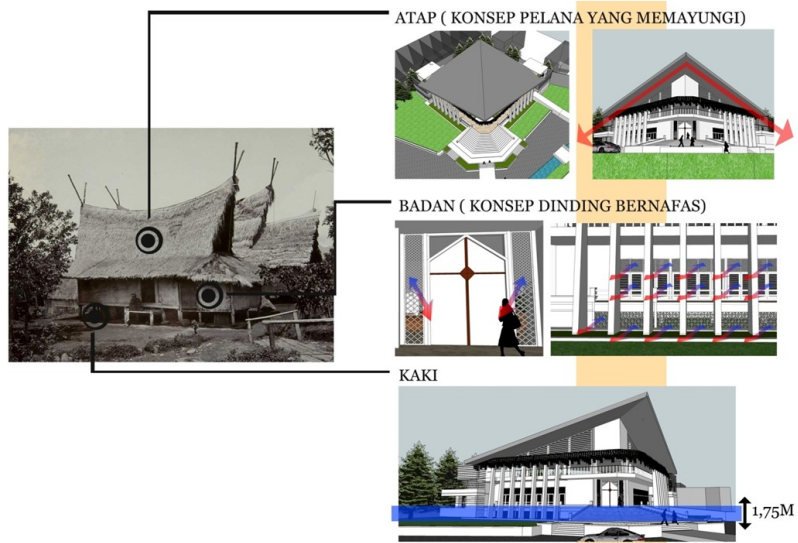 ATAP ( KONSEP PELANA YANG MEMAYUNGI)
BADAN ( KONSEP DINDING BERNAFAS)
KAKI
1,75M